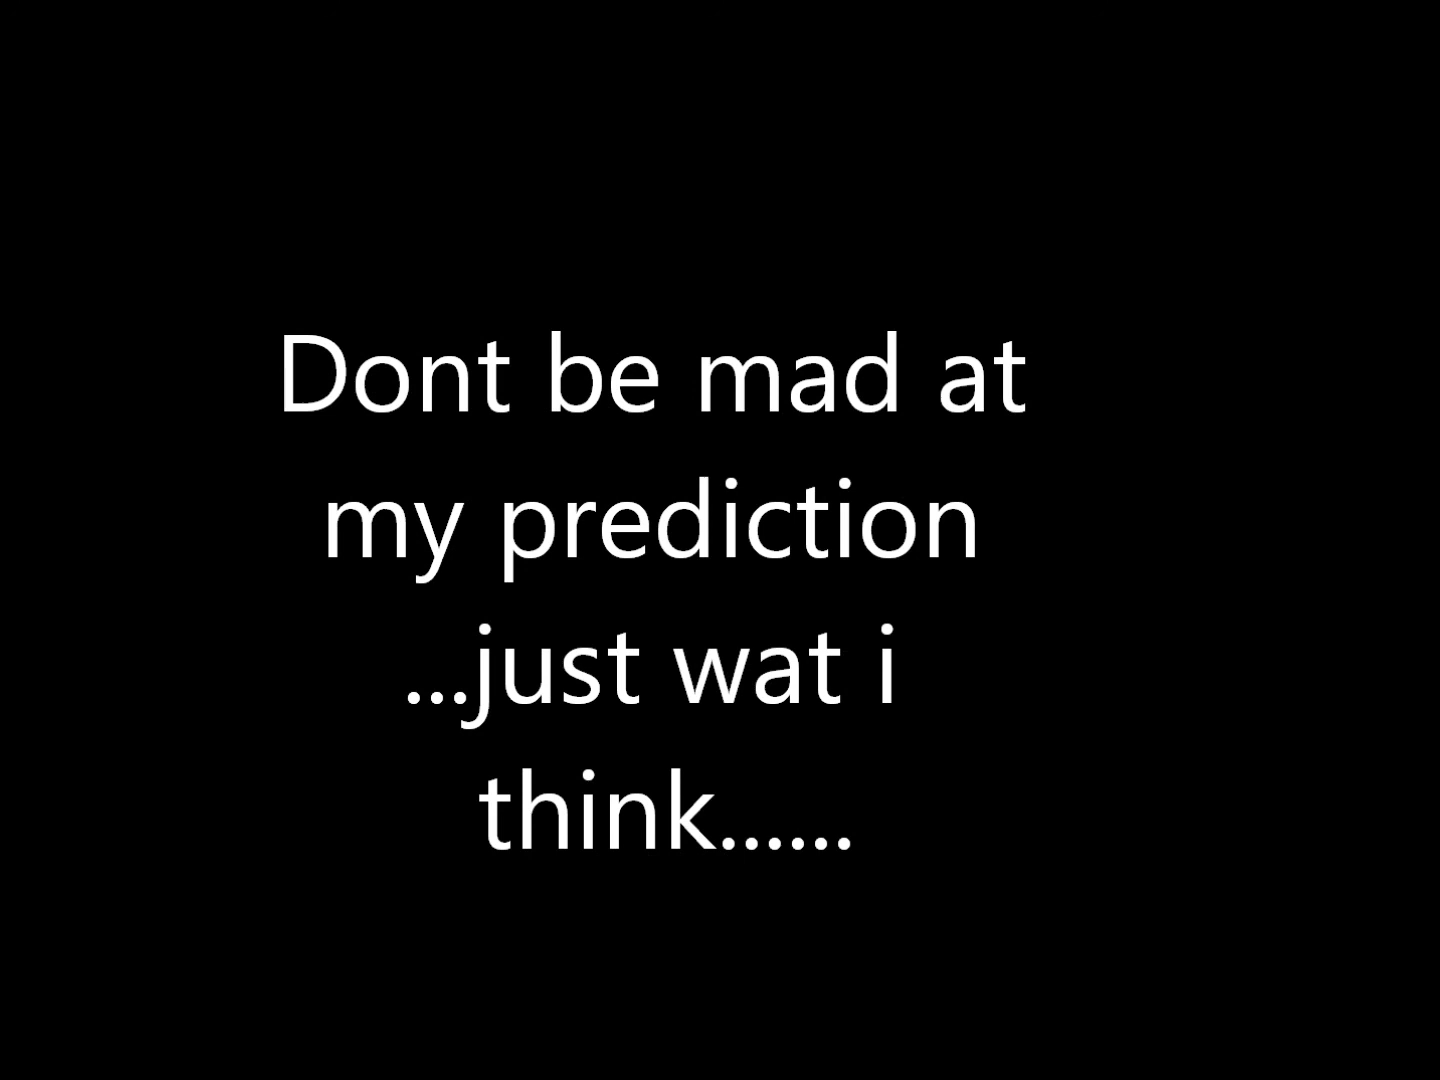 Dont be mad at
my prediction
...just wat i
think......